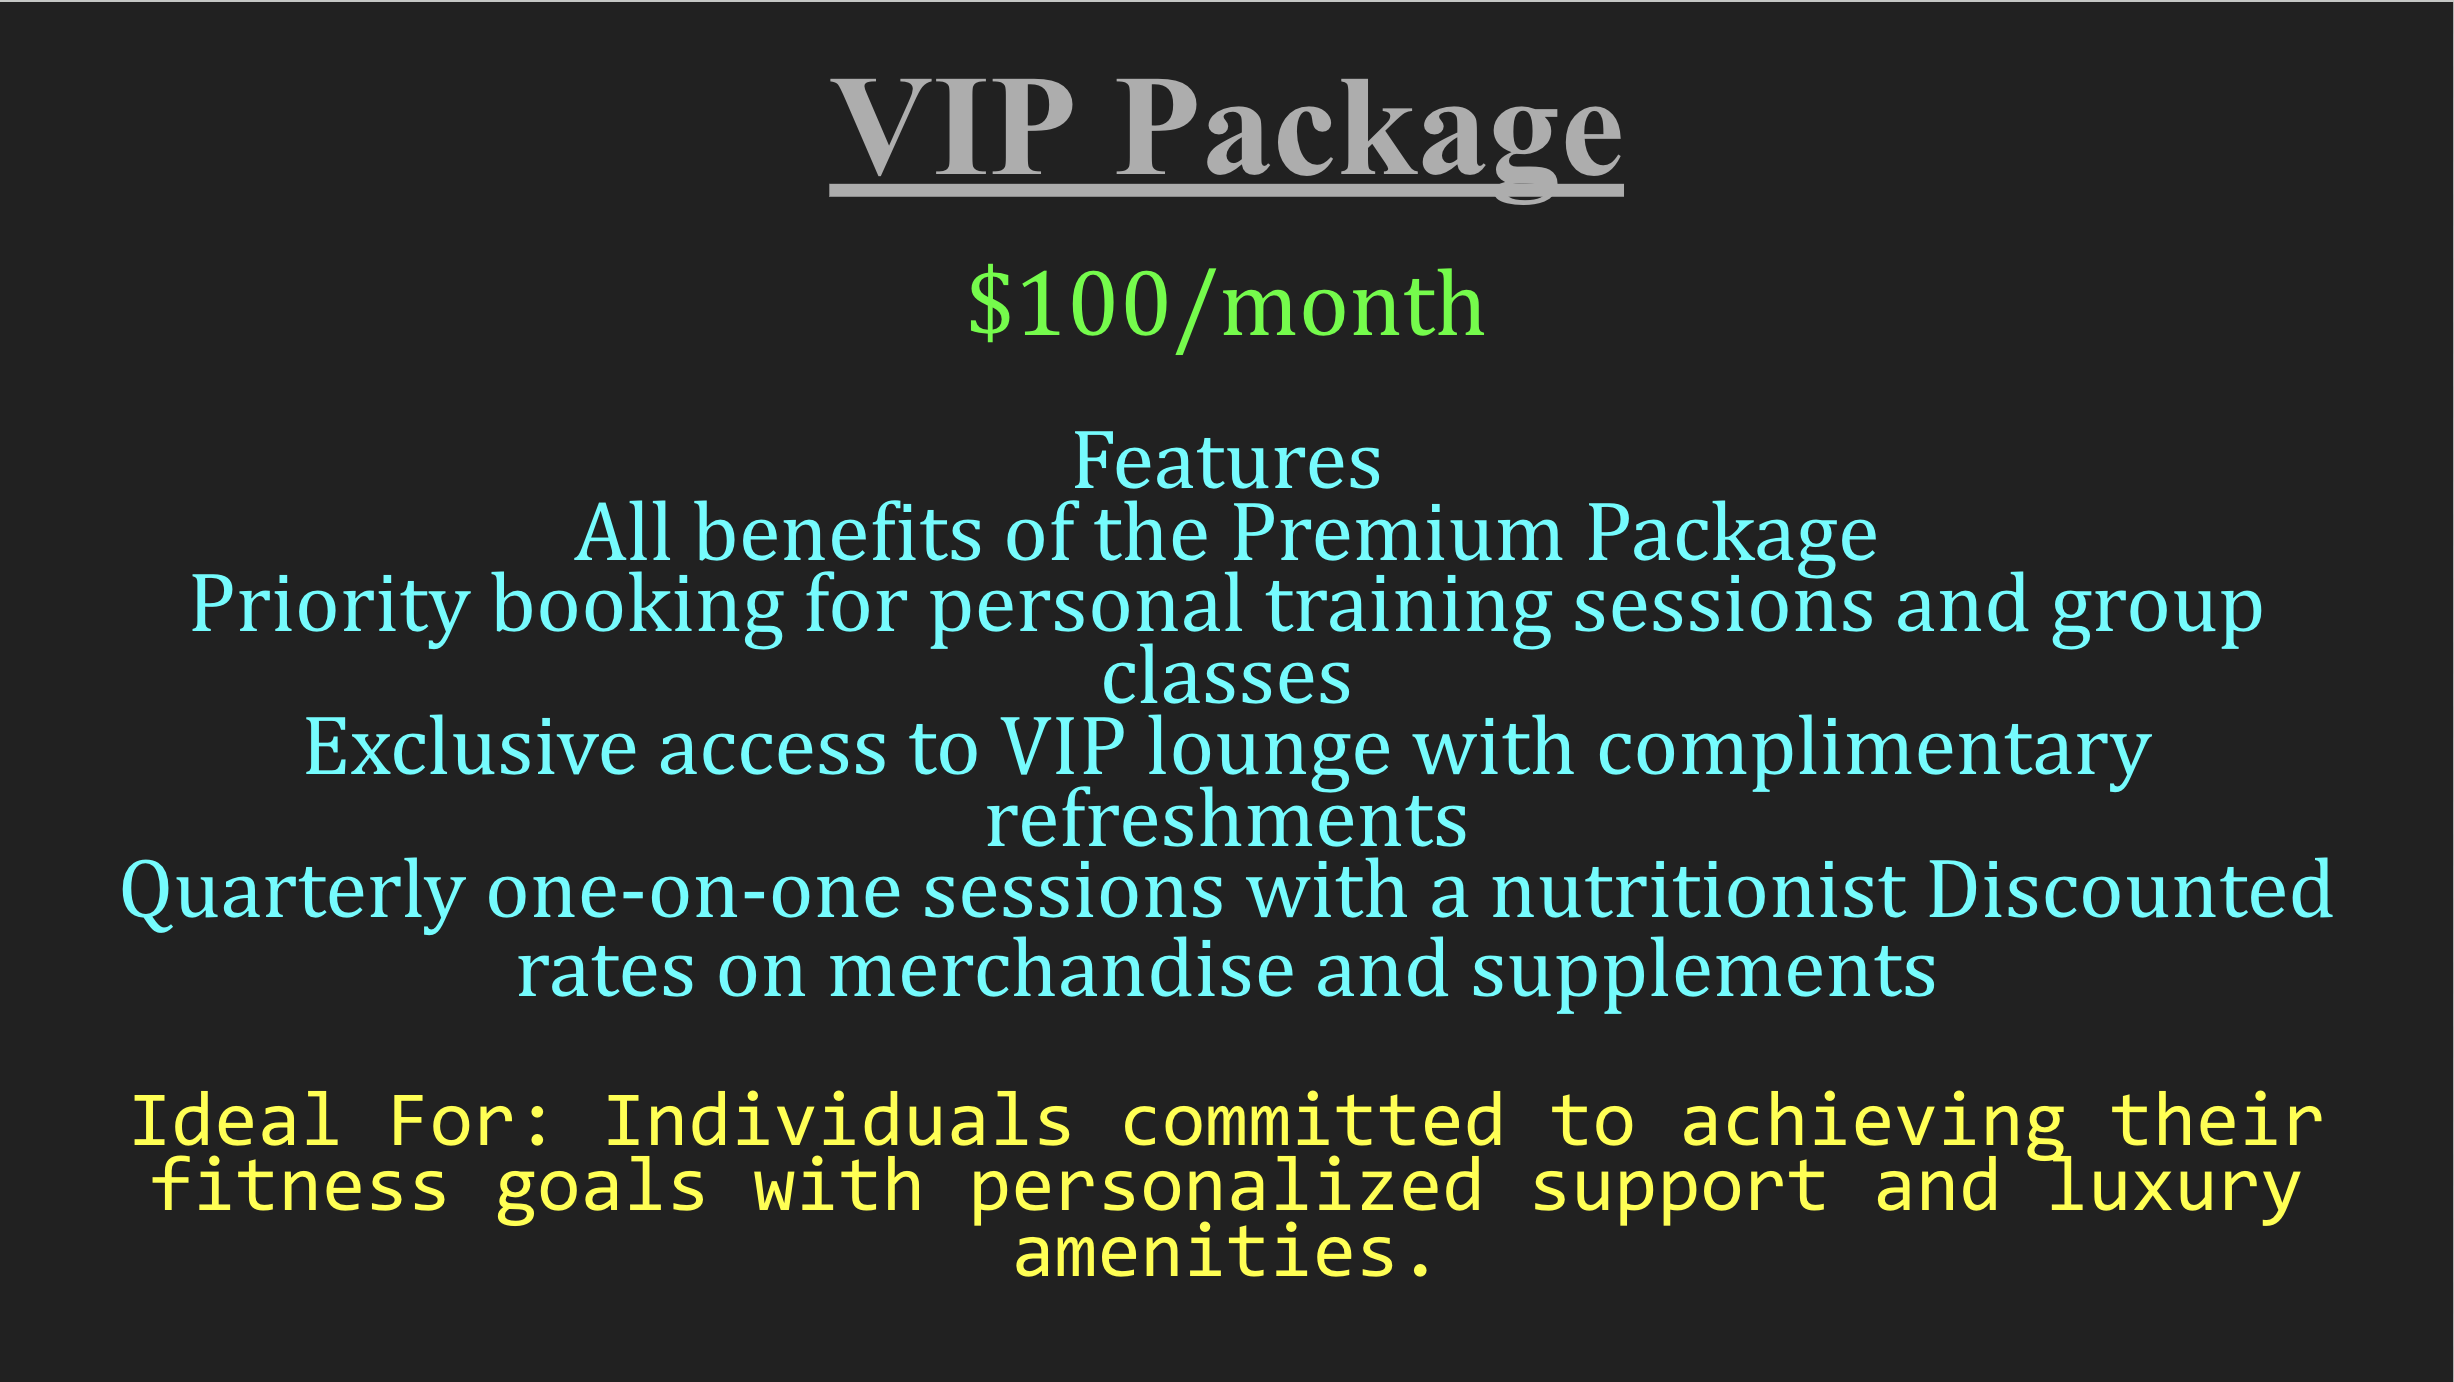 VIP Package
$100/month
Features
All benefits of the Premium Package
Priority booking for personal training sessions and group
classes
Exclusive access to VIP lounge with complimentary
refreshments
Quarterly one-on-one sessions with a nutritionist Discounted
rates on merchandise and supplements
Ideal For: Individuals committed to achieving their
fitness goals with personalized support and luxury
amenities.